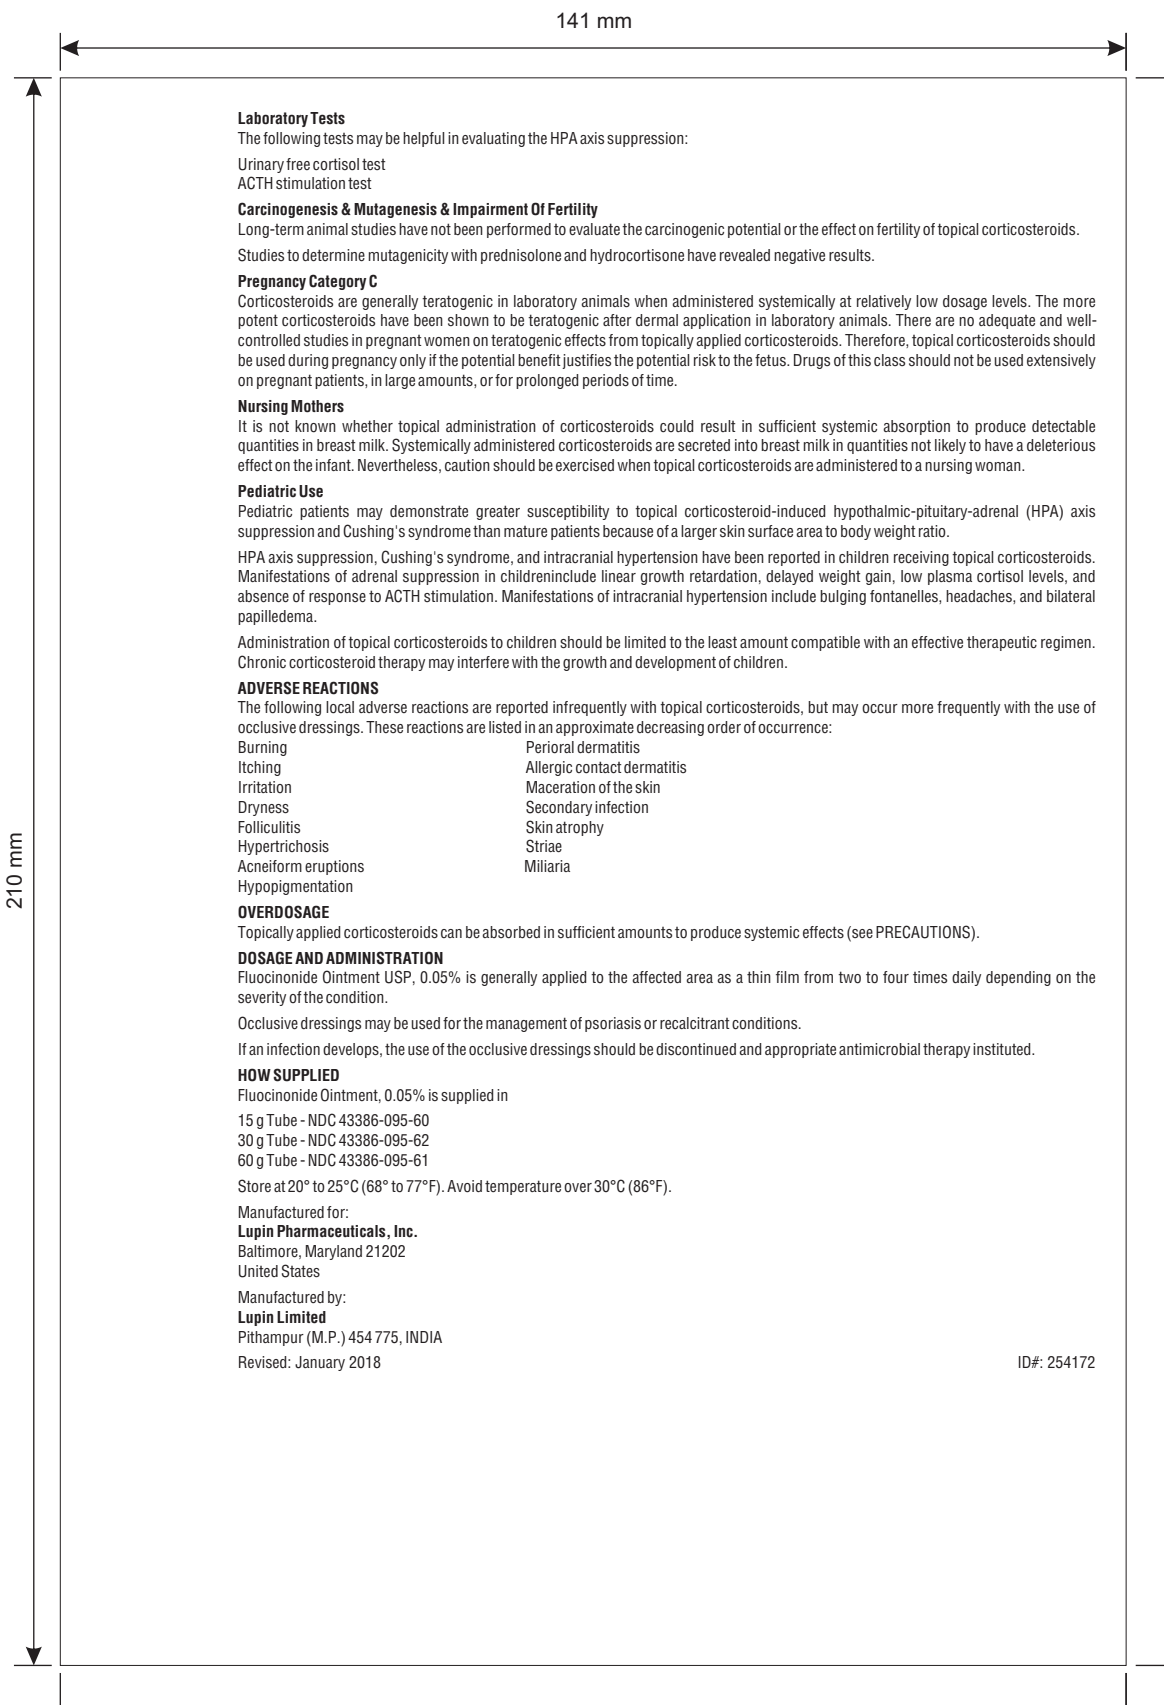 141 mm
210 mm
Laboratory Tests
The following tests may be helpful in evaluating the HPA axis suppression:
Urinary free cortisol test
ACTH stimulation test
Carcinogenesis & Mutagenesis & Impairment Of Fertility
Long-term animal studies have not been performed to evaluate the carcinogenic potential or the effect on fertility of topical corticosteroids.
Studies to determine mutagenicity with prednisolone and hydrocortisone have revealed negative results.
Pregnancy Category C
Corticosteroids are generally teratogenic in laboratory animals when administered systemically at relatively low dosage levels. The more
potent corticosteroids have been shown to be teratogenic after dermal application in laboratory animals. There are no adequate and well-
controlled studies in pregnant women on teratogenic effects from topically applied corticosteroids. Therefore, topical corticosteroids should
be used during pregnancy only if the potential benefit justifies the potential risk to the fetus. Drugs of this class should not be used extensively
on pregnant patients, in large amounts, or for prolonged periods of time.
Nursing Mothers
It is not known whether topical administration of corticosteroids could result in sufficient systemic absorption to produce detectable
quantities in breast milk. Systemically administered corticosteroids are secreted into breast milk in quantities not likely to have a deleterious
effect on the infant. Nevertheless, caution should be exercised when topical corticosteroids are administered to a nursing woman.
Pediatric Use
Pediatric patients may demonstrate greater susceptibility to topical corticosteroid-induced hypothalmic-pituitary-adrenal (HPA) axis
suppression and Cushing's syndrome than mature patients because of a larger skin surface area to body weight ratio.
HPA axis suppression, Cushing's syndrome, and intracranial hypertension have been reported in children receiving topical corticosteroids.
Manifestations of adrenal suppression in childreninclude linear growth retardation, delayed weight gain, low plasma cortisol levels, and
absence of response to ACTH stimulation. Manifestations of intracranial hypertension include bulging fontanelles, headaches, and bilateral
papilledema.
Administration of topical corticosteroids to children should be limited to the least amount compatible with an effective therapeutic regimen.
Chronic corticosteroid therapy may interfere with the growth and development of children.
ADVERSE REACTIONS
The following local adverse reactions are reported infrequently with topical corticosteroids, but may occur more frequently with the use of
occlusive dressings. These reactions are listed in an approximate decreasing order of occurrence:
Burning
Itching
Irritation
Dryness
Folliculitis
Hypertrichosis
Acneiform eruptions
Hypopigmentation
Perioral dermatitis
Allergic contact dermatitis
Maceration of the skin
Secondary infection
Skin atrophy
Striae
Miliaria
OVERDOSAGE
Topically applied corticosteroids can be absorbed in sufficient amounts to produce systemic effects (see PRECAUTIONS).
DOSAGE AND ADMINISTRATION
Fluocinonide Ointment USP, 0.05% is generally applied to the affected area as a thin film from two to four times daily depending on the
severity of the condition.
Occlusive dressings may be used for the management of psoriasis or recalcitrant conditions.
If an infection develops, the use of the occlusive dressings should be discontinued and appropriate antimicrobial therapy instituted.
HOW SUPPLIED
Fluocinonide Ointment, 0.05% is supplied in
15 g Tube - NDC 43386-095-60
30 g Tube - NDC 43386-095-62
60 g Tube - NDC 43386-095-61
Store at 20° to 25°C (68° to 77°F). Avoid temperature over 30°C (86°F).
Manufactured for:
Lupin Pharmaceuticals, Inc.
Baltimore, Maryland 21202
United States
Manufactured by:
Lupin Limited
Pithampur (M.P.) 454 775, INDIA
Revised: January 2018 ID#: 254172